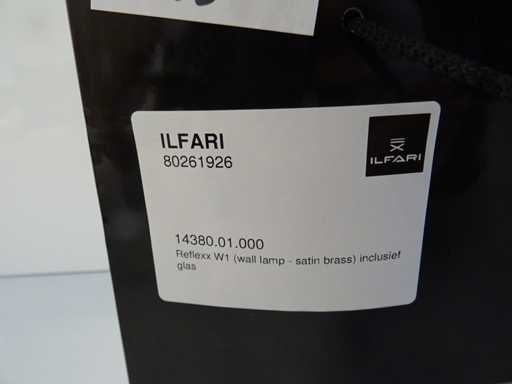 ILFARI
80261926
ILFARI
14380.01.000
Reflexx W1 (wall lamp - satin brass) inclusief
glas